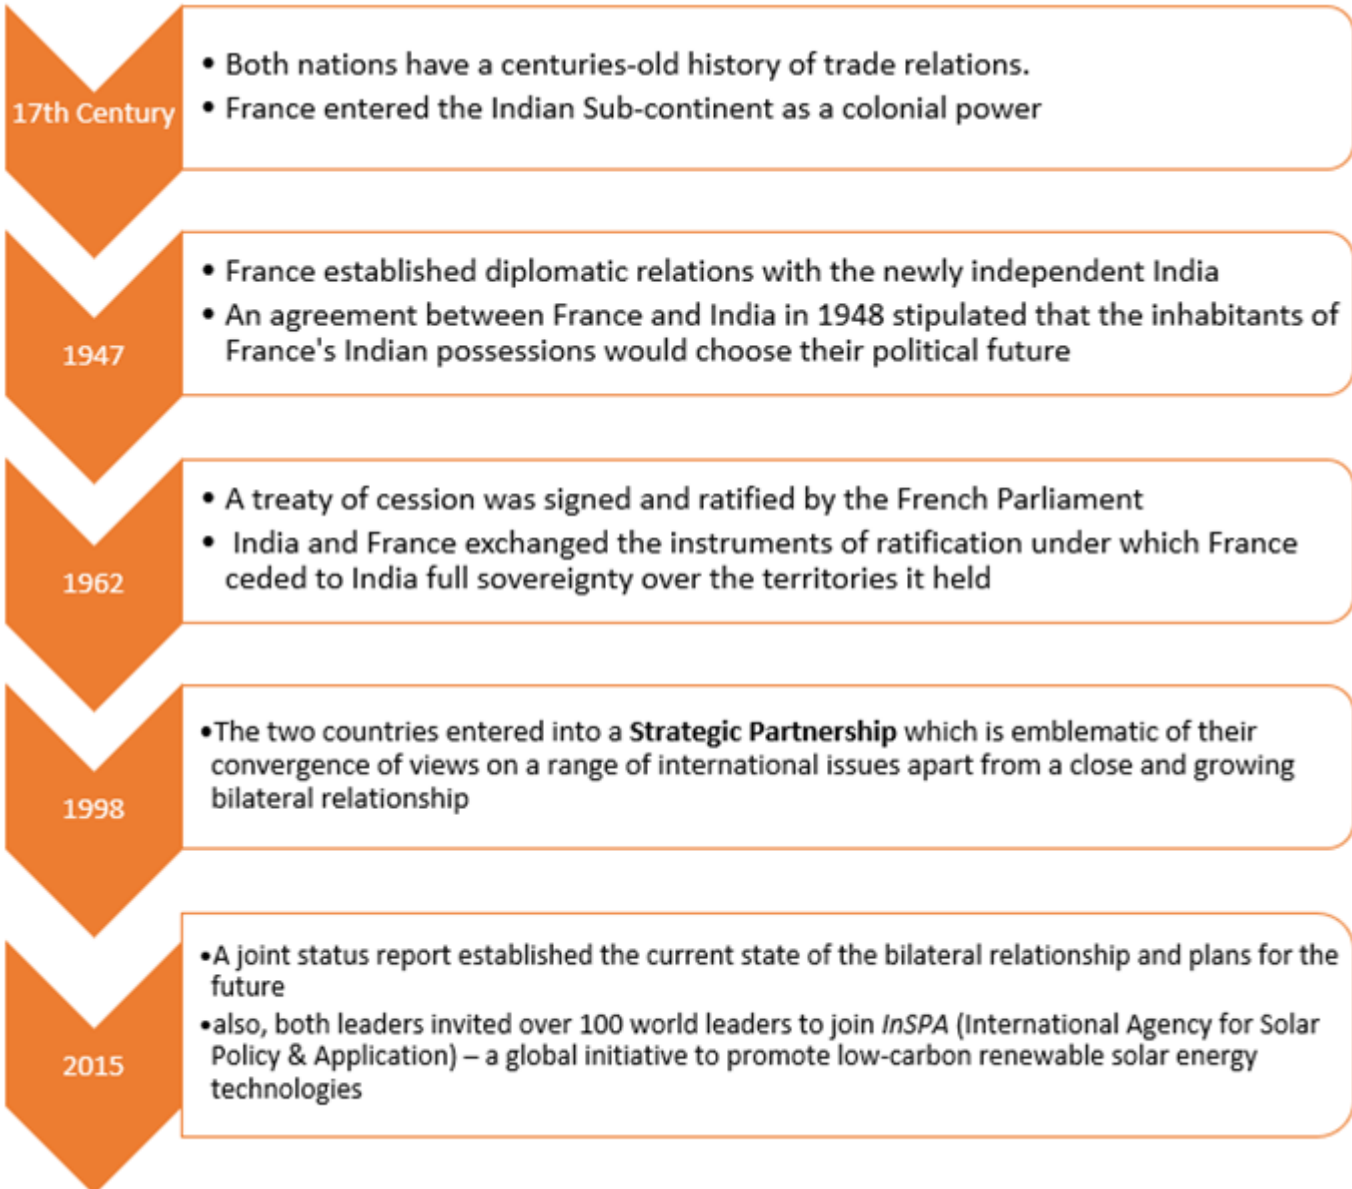 17th Century
• Both nations have a centuries-old history of trade relations.
• France entered the Indian Sub-continent as a colonial power
1947
• France established diplomatic relations with the newly independent India
• An agreement between France and India in 1948 stipulated that the inhabitants of
France's Indian possessions would choose their political future
1962
• A treaty of cession was signed and ratified by the French Parliament
• India and France exchanged the instruments of ratification under which France
ceded to India full sovereignty over the territories it held
1998
•The two countries entered into a Strategic Partnership which is emblematic of their
convergence of views on a range of international issues apart from a close and growing
bilateral relationship
2015
•A joint status report established the current state of the bilateral relationship and plans for the
future
•also, both leaders invited over 100 world leaders to join InSPA (International Agency for Solar
Policy & Application) – a global initiative to promote low-carbon renewable solar energy
technologies